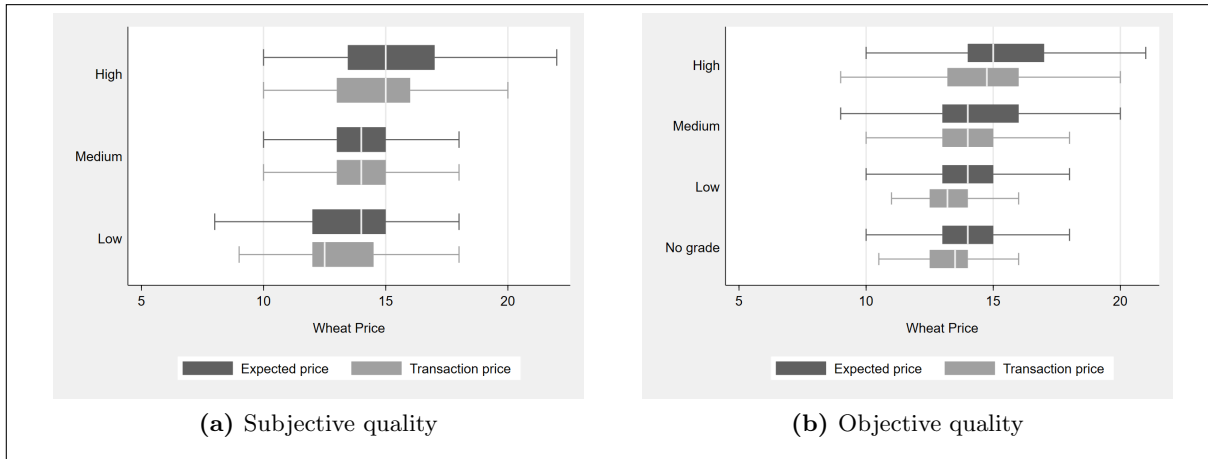 High
Medium
Low
5 10 15 20
Wheat Price
Expected price Transaction price
(a) Subjective quality
High
Medium
Low
No grade
5 10 15 20
Wheat Price
Expected price Transaction price
(b) Objective quality